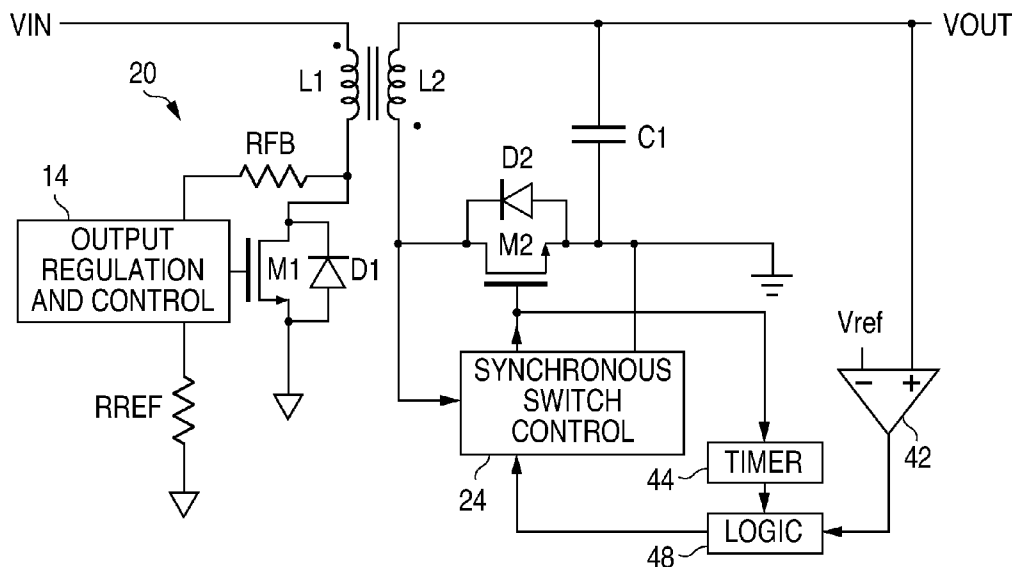 VIN
VOUT
20
L1
L2
RFB
C1
D2
14
OUTPUT
REGULATION
AND CONTROL
M1
D1
M2
Vref
− +
RREF
SYNCHRONOUS
SWITCH
CONTROL
42
TIMER
44
24
LOGIC
48